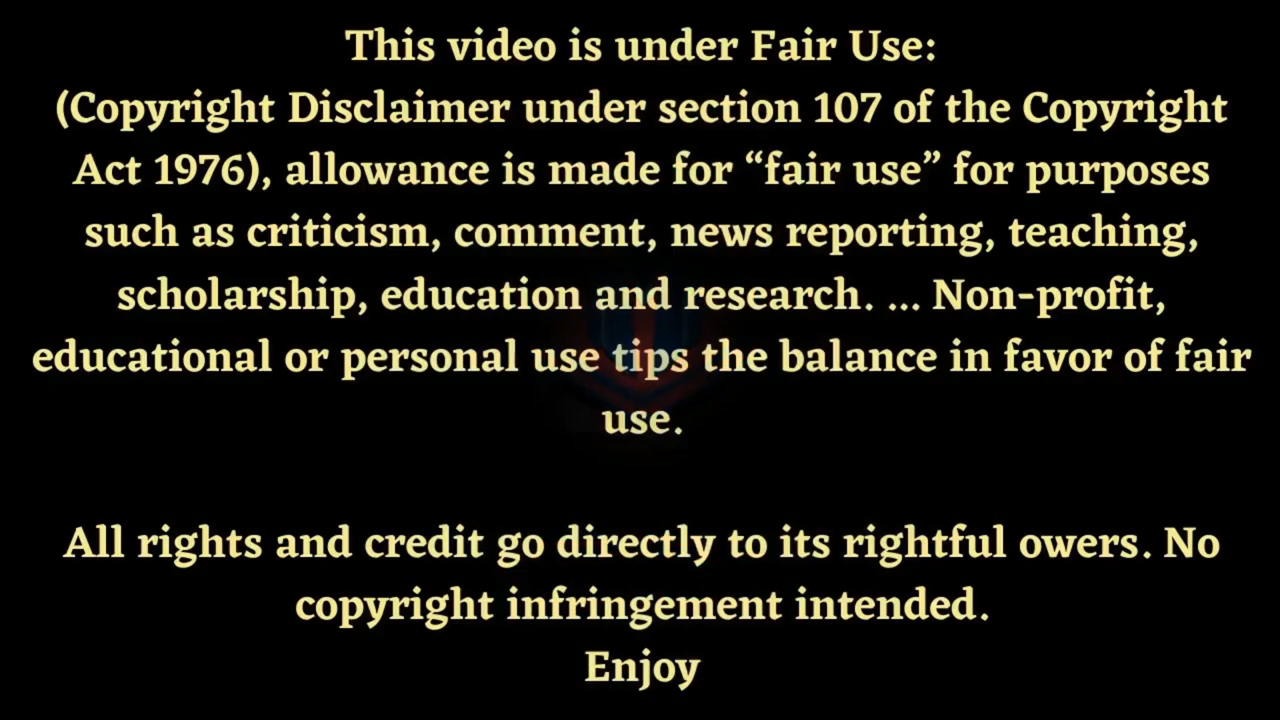 This video is under Fair Use:
(Copyright Disclaimer under section 107 of the Copyright
Act 1976), allowance is made for “fair use” for purposes
such as criticism, comment, news reporting, teaching,
scholarship, education and research. ... Non-profit,
educational or personal use tips the balance in favor of fair
use.
All rights and credit go directly to its rightful owers. No
copyright infringement intended.
Enjoy